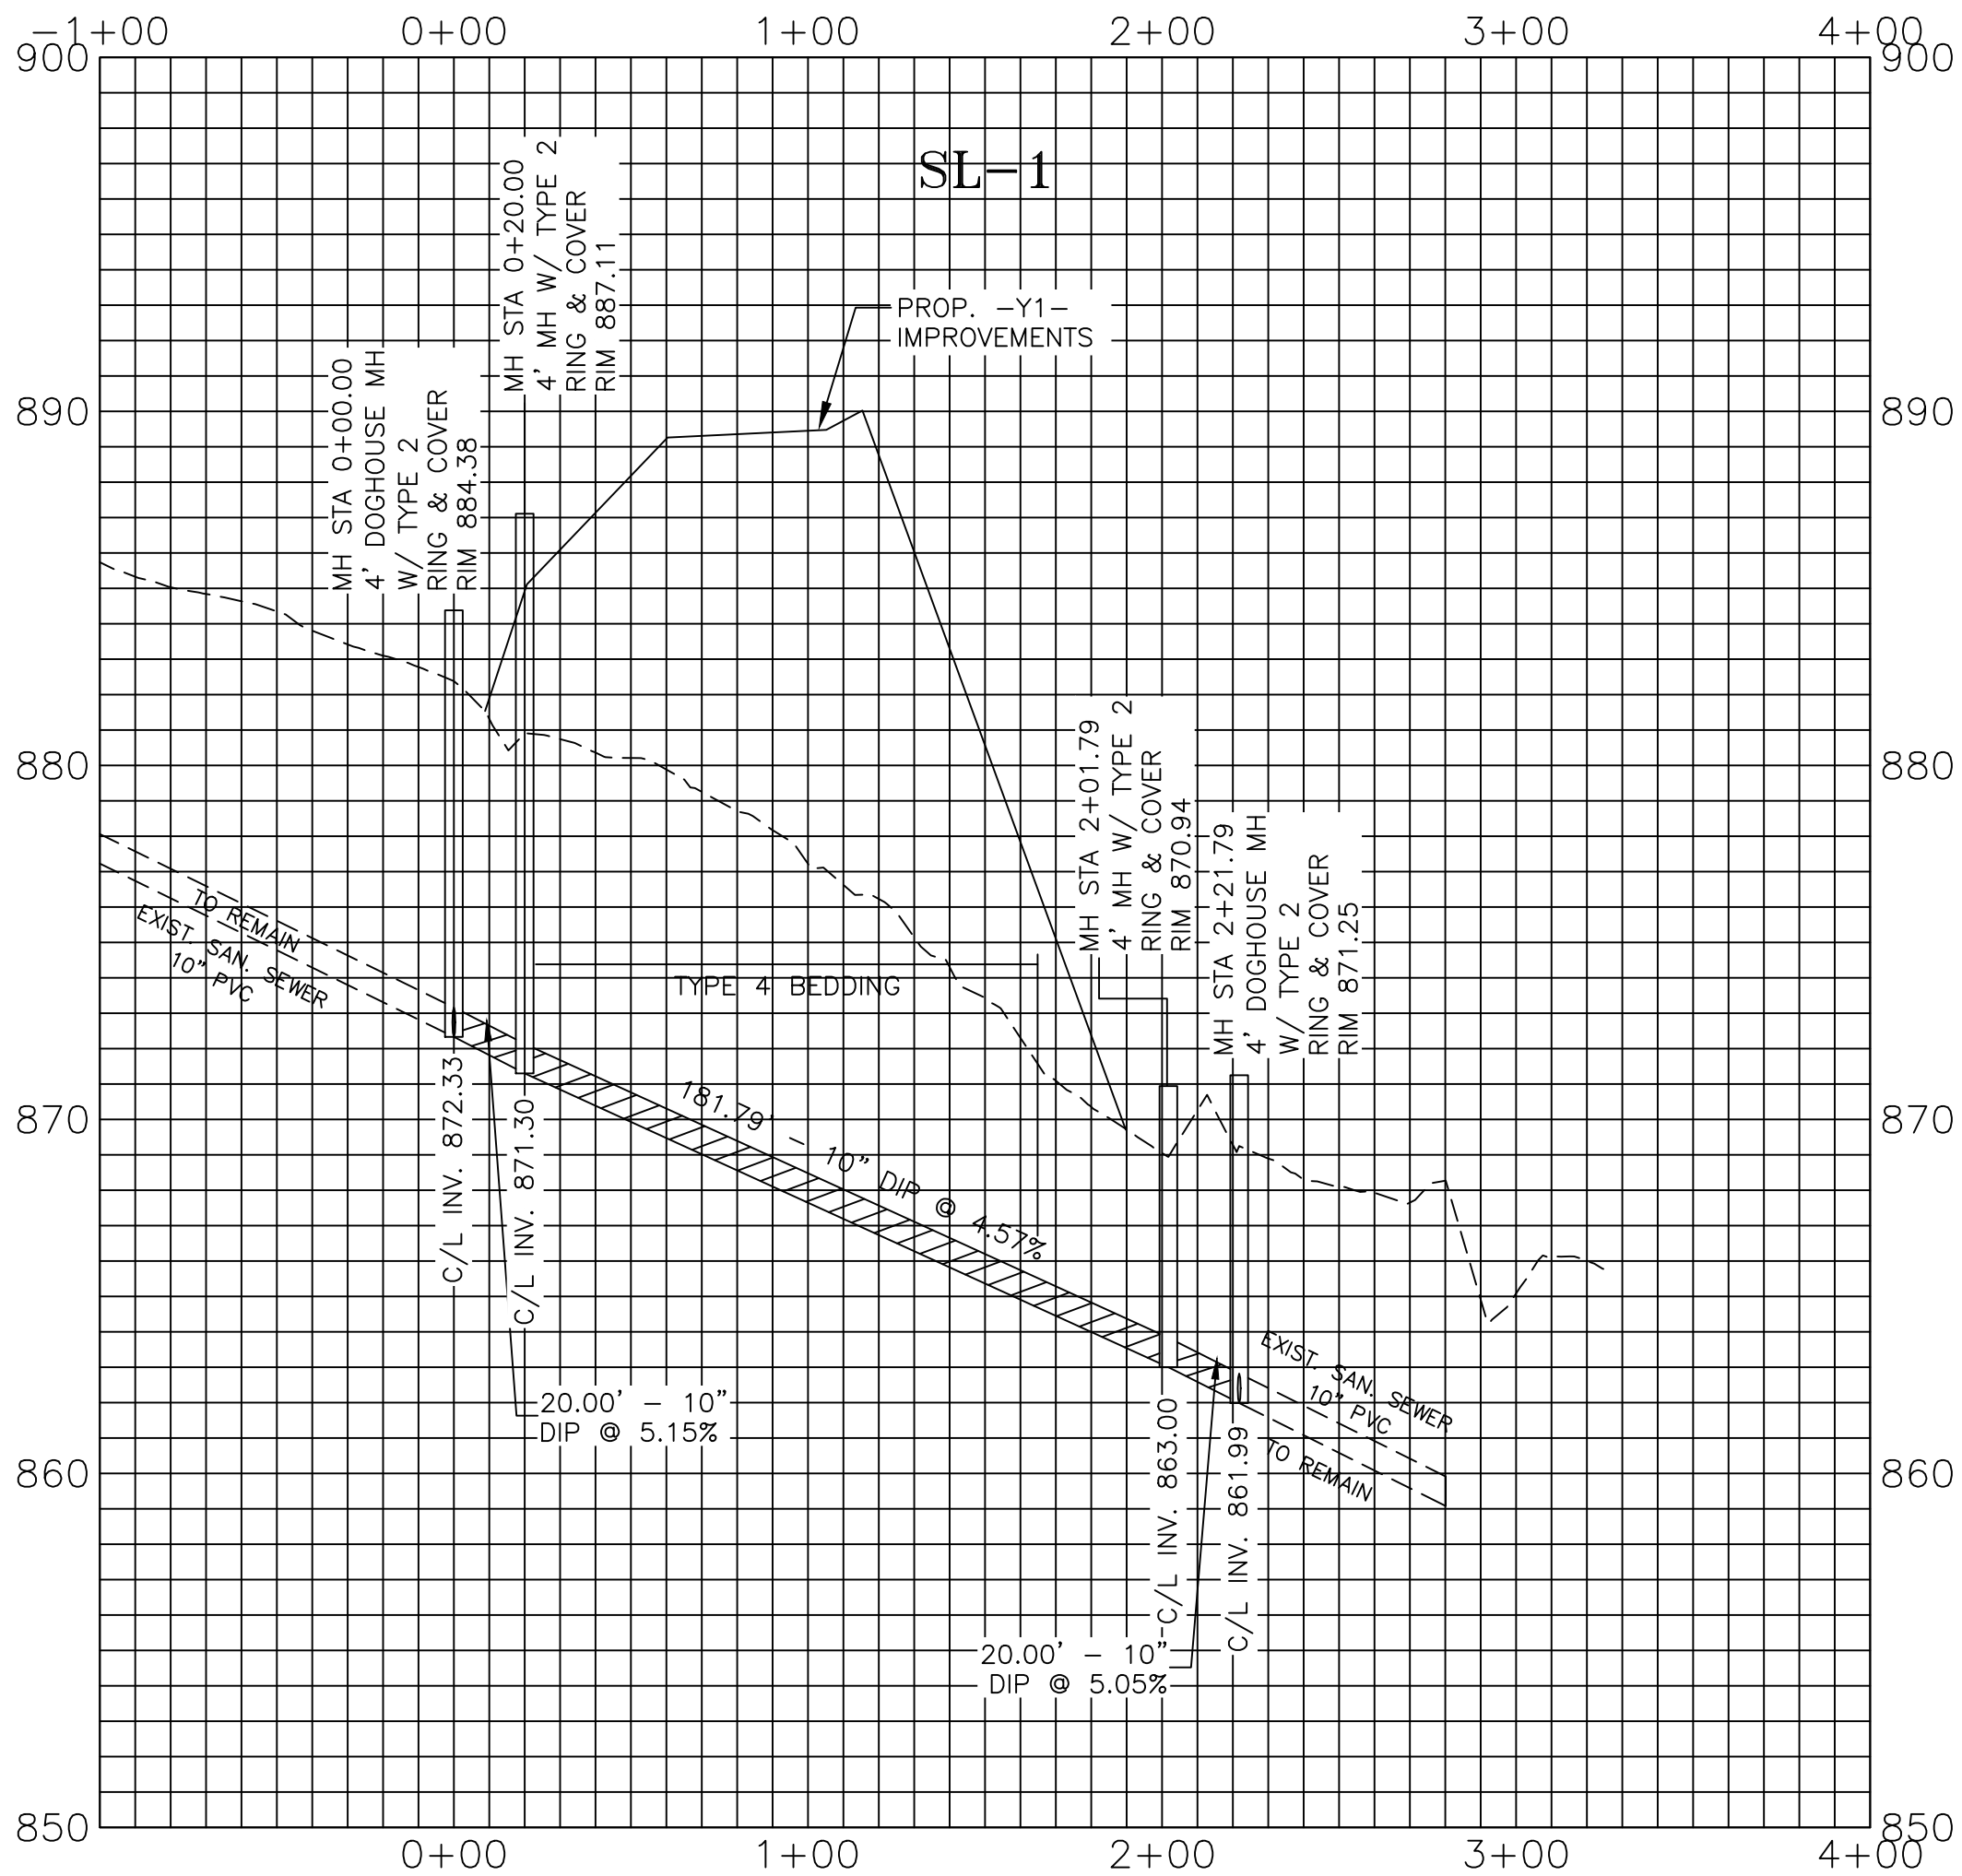 -1+00 0+00 1+00 2+00 3+00 4+00
900 900
SL-1
MH STA 0+20.00
4' MH W/ TYPE 2
RING & COVER
RIM 887.11
PROP. -Y1-
IMPROVEMENTS
MH STA 0+00.00
4' DOGHOUSE MH
W/ TYPE 2
RING & COVER
RIM 884.38
890 890
880 880
MH STA 2+01.79
4' MH W/ TYPE 2
RING & COVER
RIM 870.94
MH STA 2+21.79
4' DOGHOUSE MH
W/ TYPE 2
RING & COVER
RIM 871.25
TO REMAIN
EXIST. SAN. SEWER
10" PVC
TYPE 4 BEDDING
870 870
C/L INV. 872.33
C/L INV. 871.30
181.79' - 10" DIP @ 4.57%
20.00' - 10"
DIP @ 5.15%
EXIST. SAN. SEWER
10" PVC
TO REMAIN
860 860
C/L INV. 863.00
C/L INV. 861.99
20.00' - 10"
DIP @ 5.05%
850 850
0+00 1+00 2+00 3+00 4+00